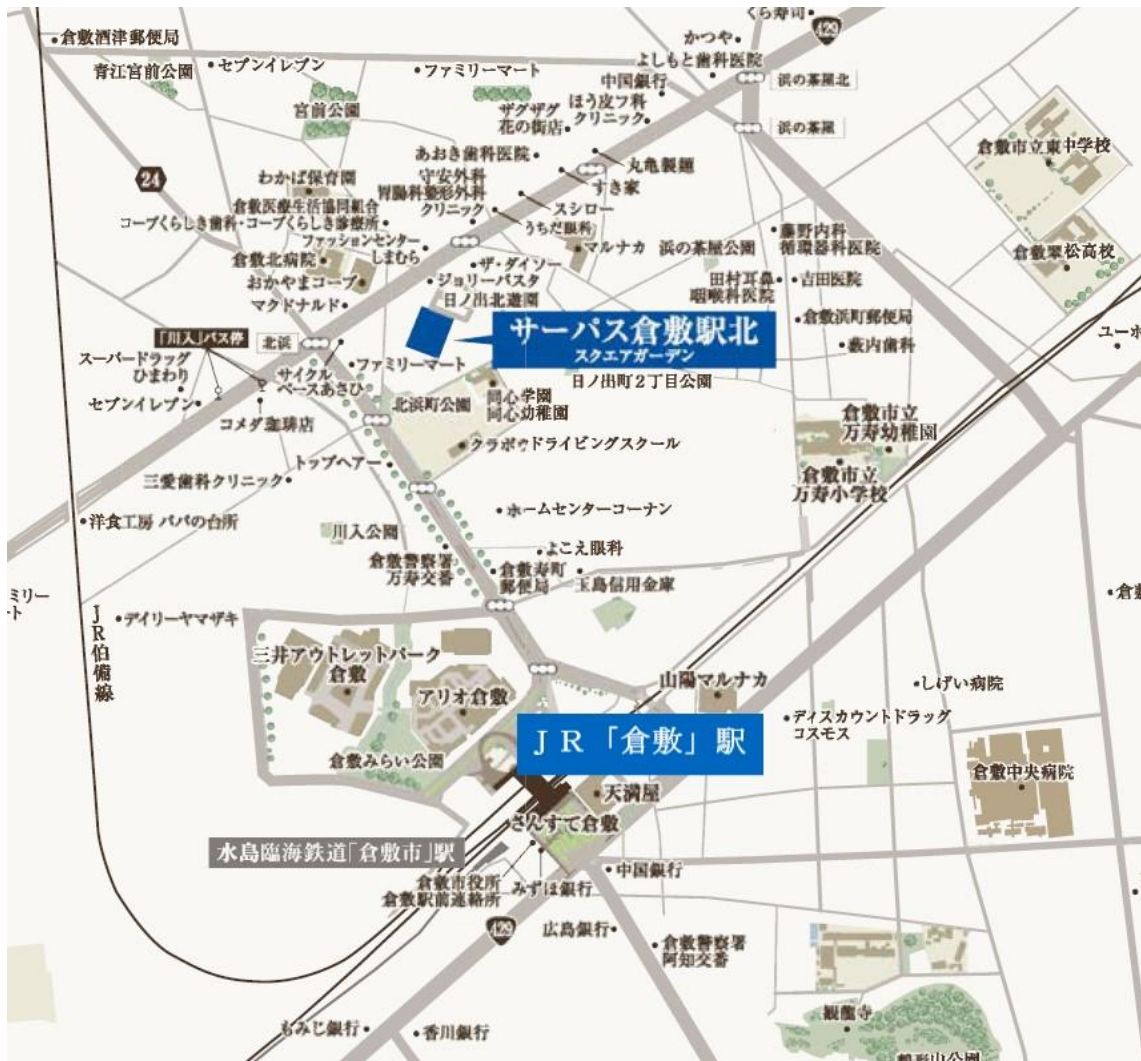 くら寿司
429
倉敷酒津郵便局
かつや
よしもと歯科医院
青江宮前公園
セブンイレブン
ファミリーマート
中国銀行
浜の茶屋北
宮前公園
ザグザグ
花の街店
ほう皮フ科
クリニック
浜の茶屋
倉敷市立東中学校
あおき歯科医院
丸亀製麺
24
わかば保育園
守安外科
胃腸科整形外科
クリニック
すき家
倉敷医療生活協同組合
コープくらしき歯科・コープくらしき診療所
スシロー
うちだ眼科
ファッションセンター
しまむら
マルナカ
浜の茶屋公園
藤野内科
循環器科医院
倉敷翠松高校
倉敷北病院
ザ・ダイソー
おかやまコープ
ジョリーパスタ
田村耳鼻
咽喉科医院
吉田医院
マクドナルド
日ノ出北遊園
倉敷浜町郵便局
サーパス倉敷駅北
スクエアガーデン
「川入」バス停
北浜
藪内歯科
ユーホ
スーパードラッグ
ひまわり
サイクル
ベースあさひ
ファミリーマート
日ノ出町2丁目公園
セブンイレブン
北浜町公園
同心学園
同心幼稚園
倉敷市立
万寿幼稚園
コメダ珈琲店
クラボウドライビングスクール
トップヘアー
三愛歯科クリニック
倉敷市立
万寿小学校
洋食工房 パパの台所
ホームセンターコーナン
川入公園
よこえ眼科
倉敷警察署
万寿交番
倉敷寿町
郵便局
玉島信用金庫
ミリー
ート
倉敷
デイリーヤマザキ
JR伯備線
三井アウトレットパーク
倉敷
アリオ倉敷
山陽マルナカ
しげい病院
ディスカウントドラッグ
コスモス
JR「倉敷」駅
倉敷みらい公園
倉敷中央病院
天満屋
さんすて倉敷
水島臨海鉄道「倉敷市」駅
倉敷市役所
倉敷駅前連絡所
みずほ銀行
中国銀行
429
広島銀行
倉敷警察署
阿知交番
観龍寺
もみじ銀行
香川銀行
鶴形山公園